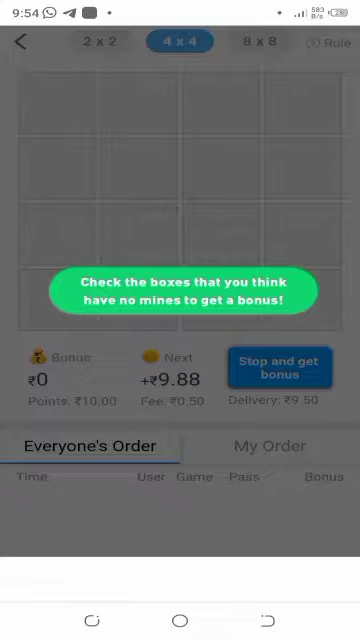 9:54
583 B/s
28
2 x 2
4 x 4
8 x 8
Rule
Check the boxes that you think
have no mines to get a bonus!
Bonus
Next
Stop and get
bonus
₹0
+₹9.88
Points: ₹10.00
Fee: ₹0.50
Delivery: ₹9.50
Everyone's Order
My Order
Time
User
Game
Pass
Bonus